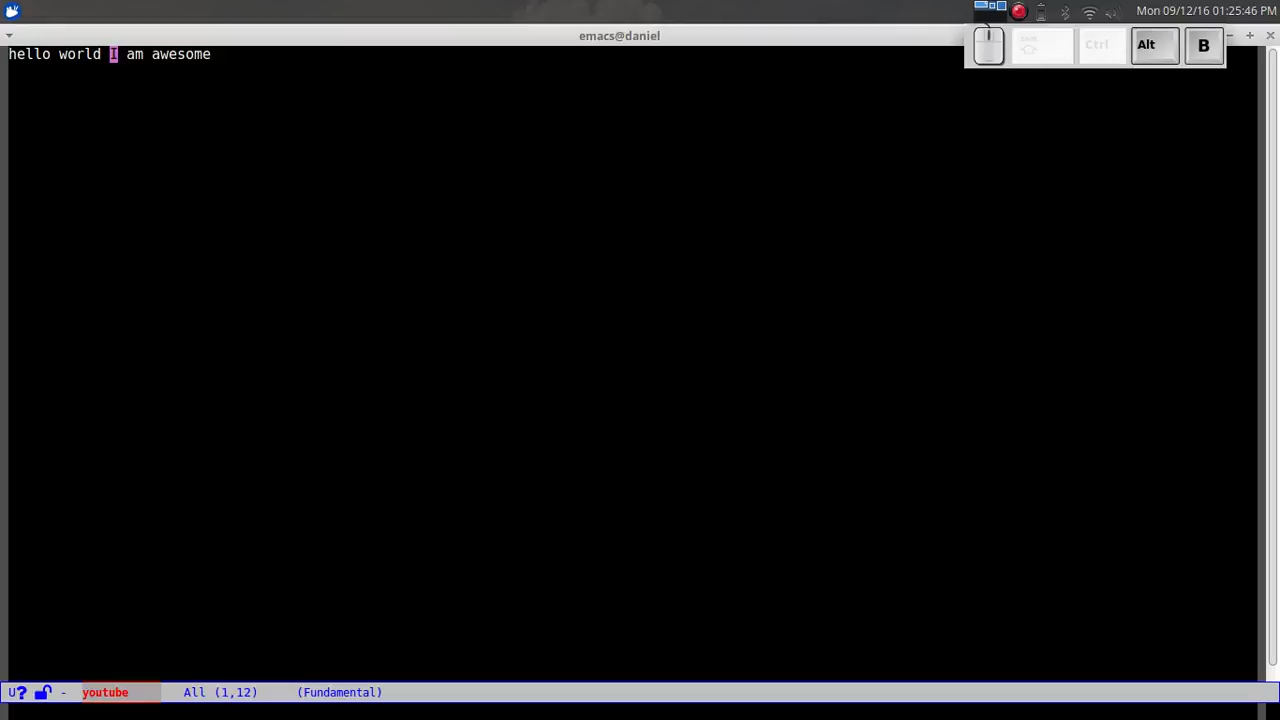 Mon 09/12/16 01:25:46 PM
emacs@daniel
Ctrl
Alt
B
hello world I am awesome
U? - youtube All (1,12) (Fundamental)